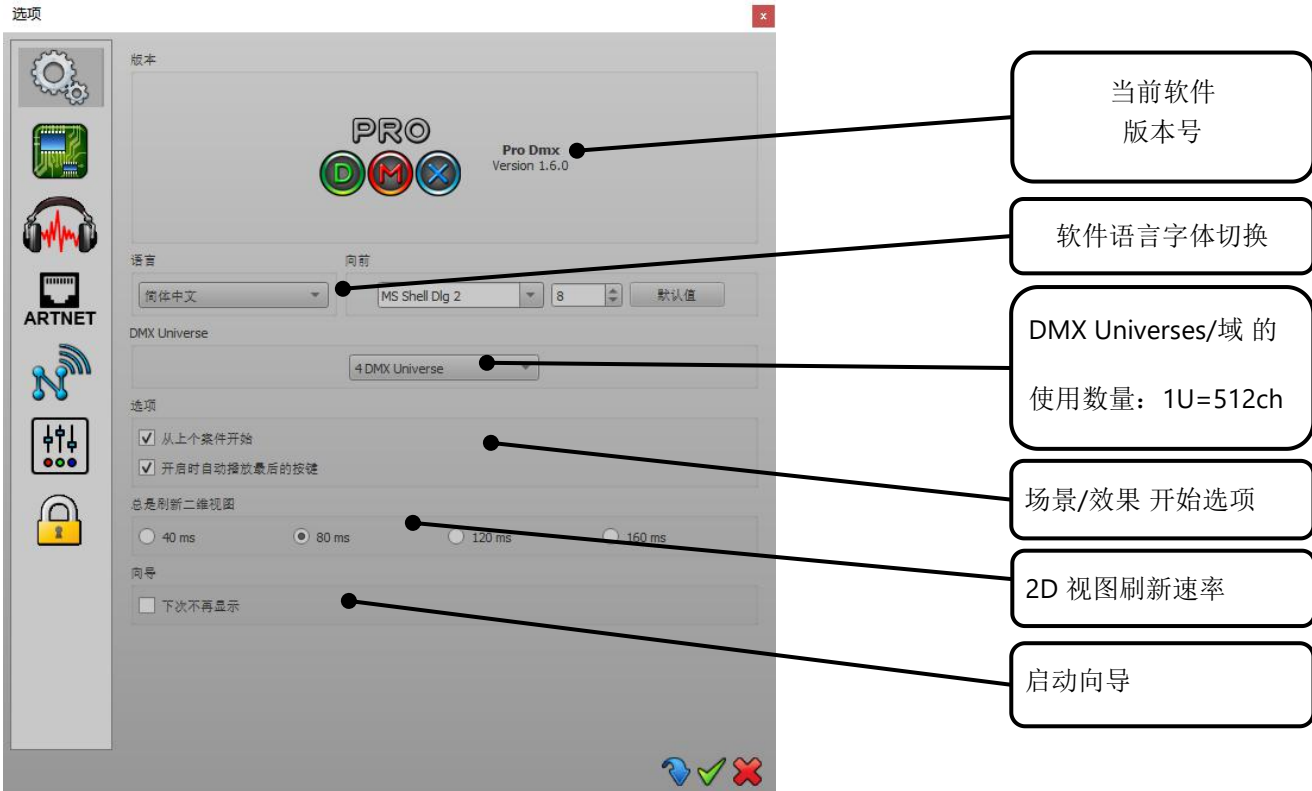 选项
x
版本
PRO
DMX
Pro Dmx
Version 1.6.0
语言
向前
简体中文
MS Shell Dlg 2
8
默认值
ARTNET
DMX Universe
4 DMX Universe
选项
从上个案件开始
开启时自动播放最后的按键
总是刷新二维视图
40 ms
80 ms
120 ms
160 ms
向导
下次不再显示
当前软件
版本号
软件语言字体切换
DMX Universes/域 的
使用数量：1U=512ch
场景/效果 开始选项
2D 视图刷新速率
启动向导